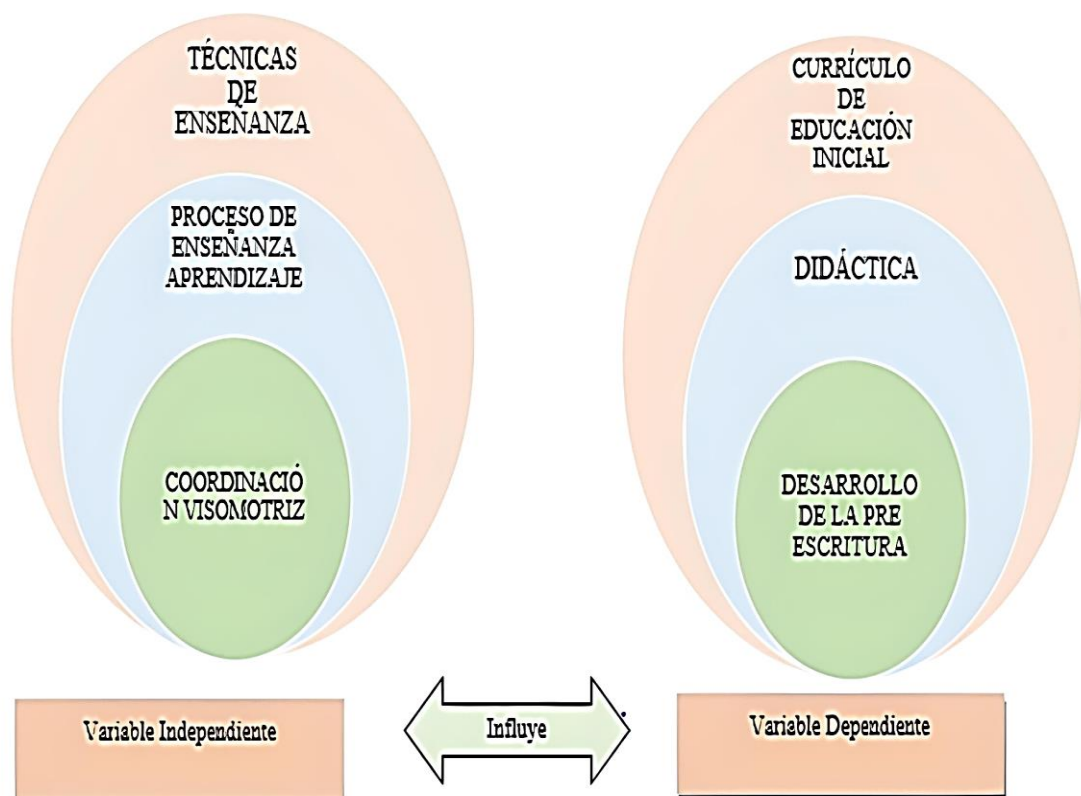 TÉCNICAS
DE
ENSEÑANZA
PROCESO DE
ENSEÑANZA
APRENDIZAJE
COORDINACIÓ
N VISOMOTRIZ
Variable Independiente
Influye
CURRÍCULO
DE
EDUCACIÓN
INICIAL
DIDÁCTICA
DESARROLLO
DE LA PRE
ESCRITURA
Variable Dependiente